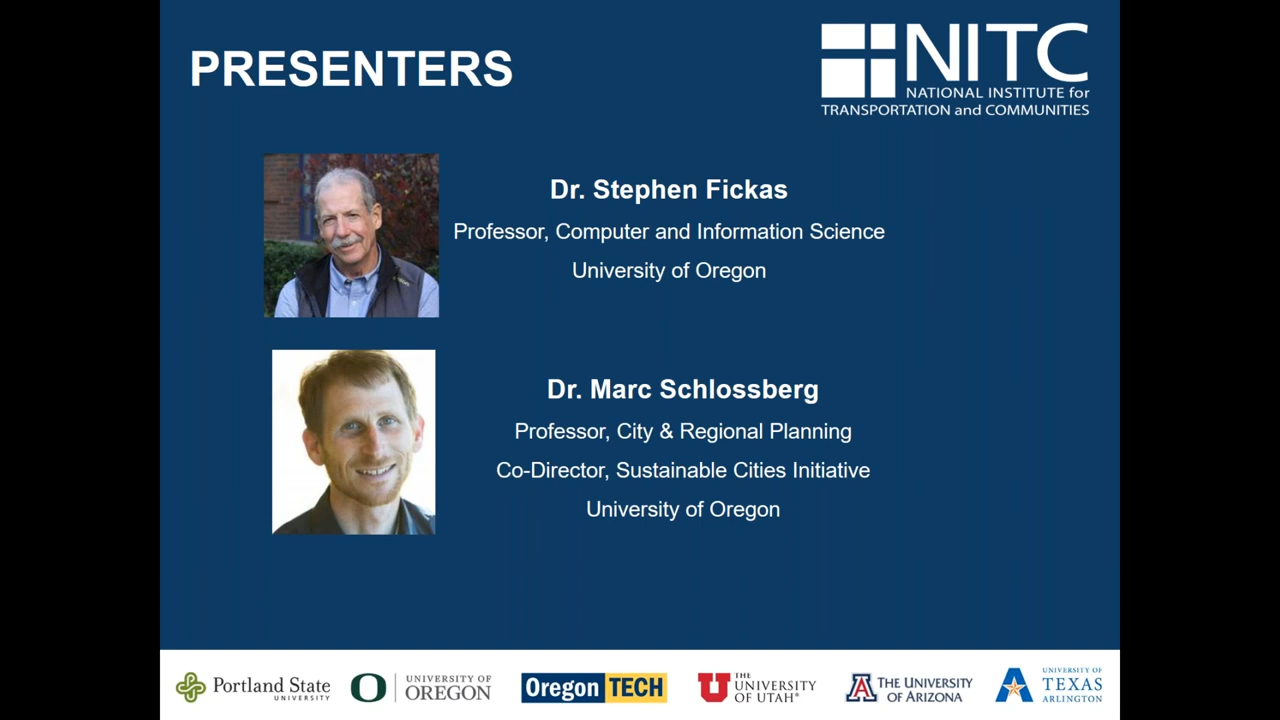 PRESENTERS
NITC
NATIONAL INSTITUTE for
TRANSPORTATION and COMMUNITIES
Dr. Stephen Fickas
Professor, Computer and Information Science
University of Oregon
Dr. Marc Schlossberg
Professor, City & Regional Planning
Co-Director, Sustainable Cities Initiative
University of Oregon
Portland State
UNIVERSITY
UNIVERSITY OF
OREGON
Oregon TECH
THE
UNIVERSITY
OF UTAH®
THE UNIVERSITY
OF ARIZONA
UNIVERSITY OF
TEXAS
ARLINGTON